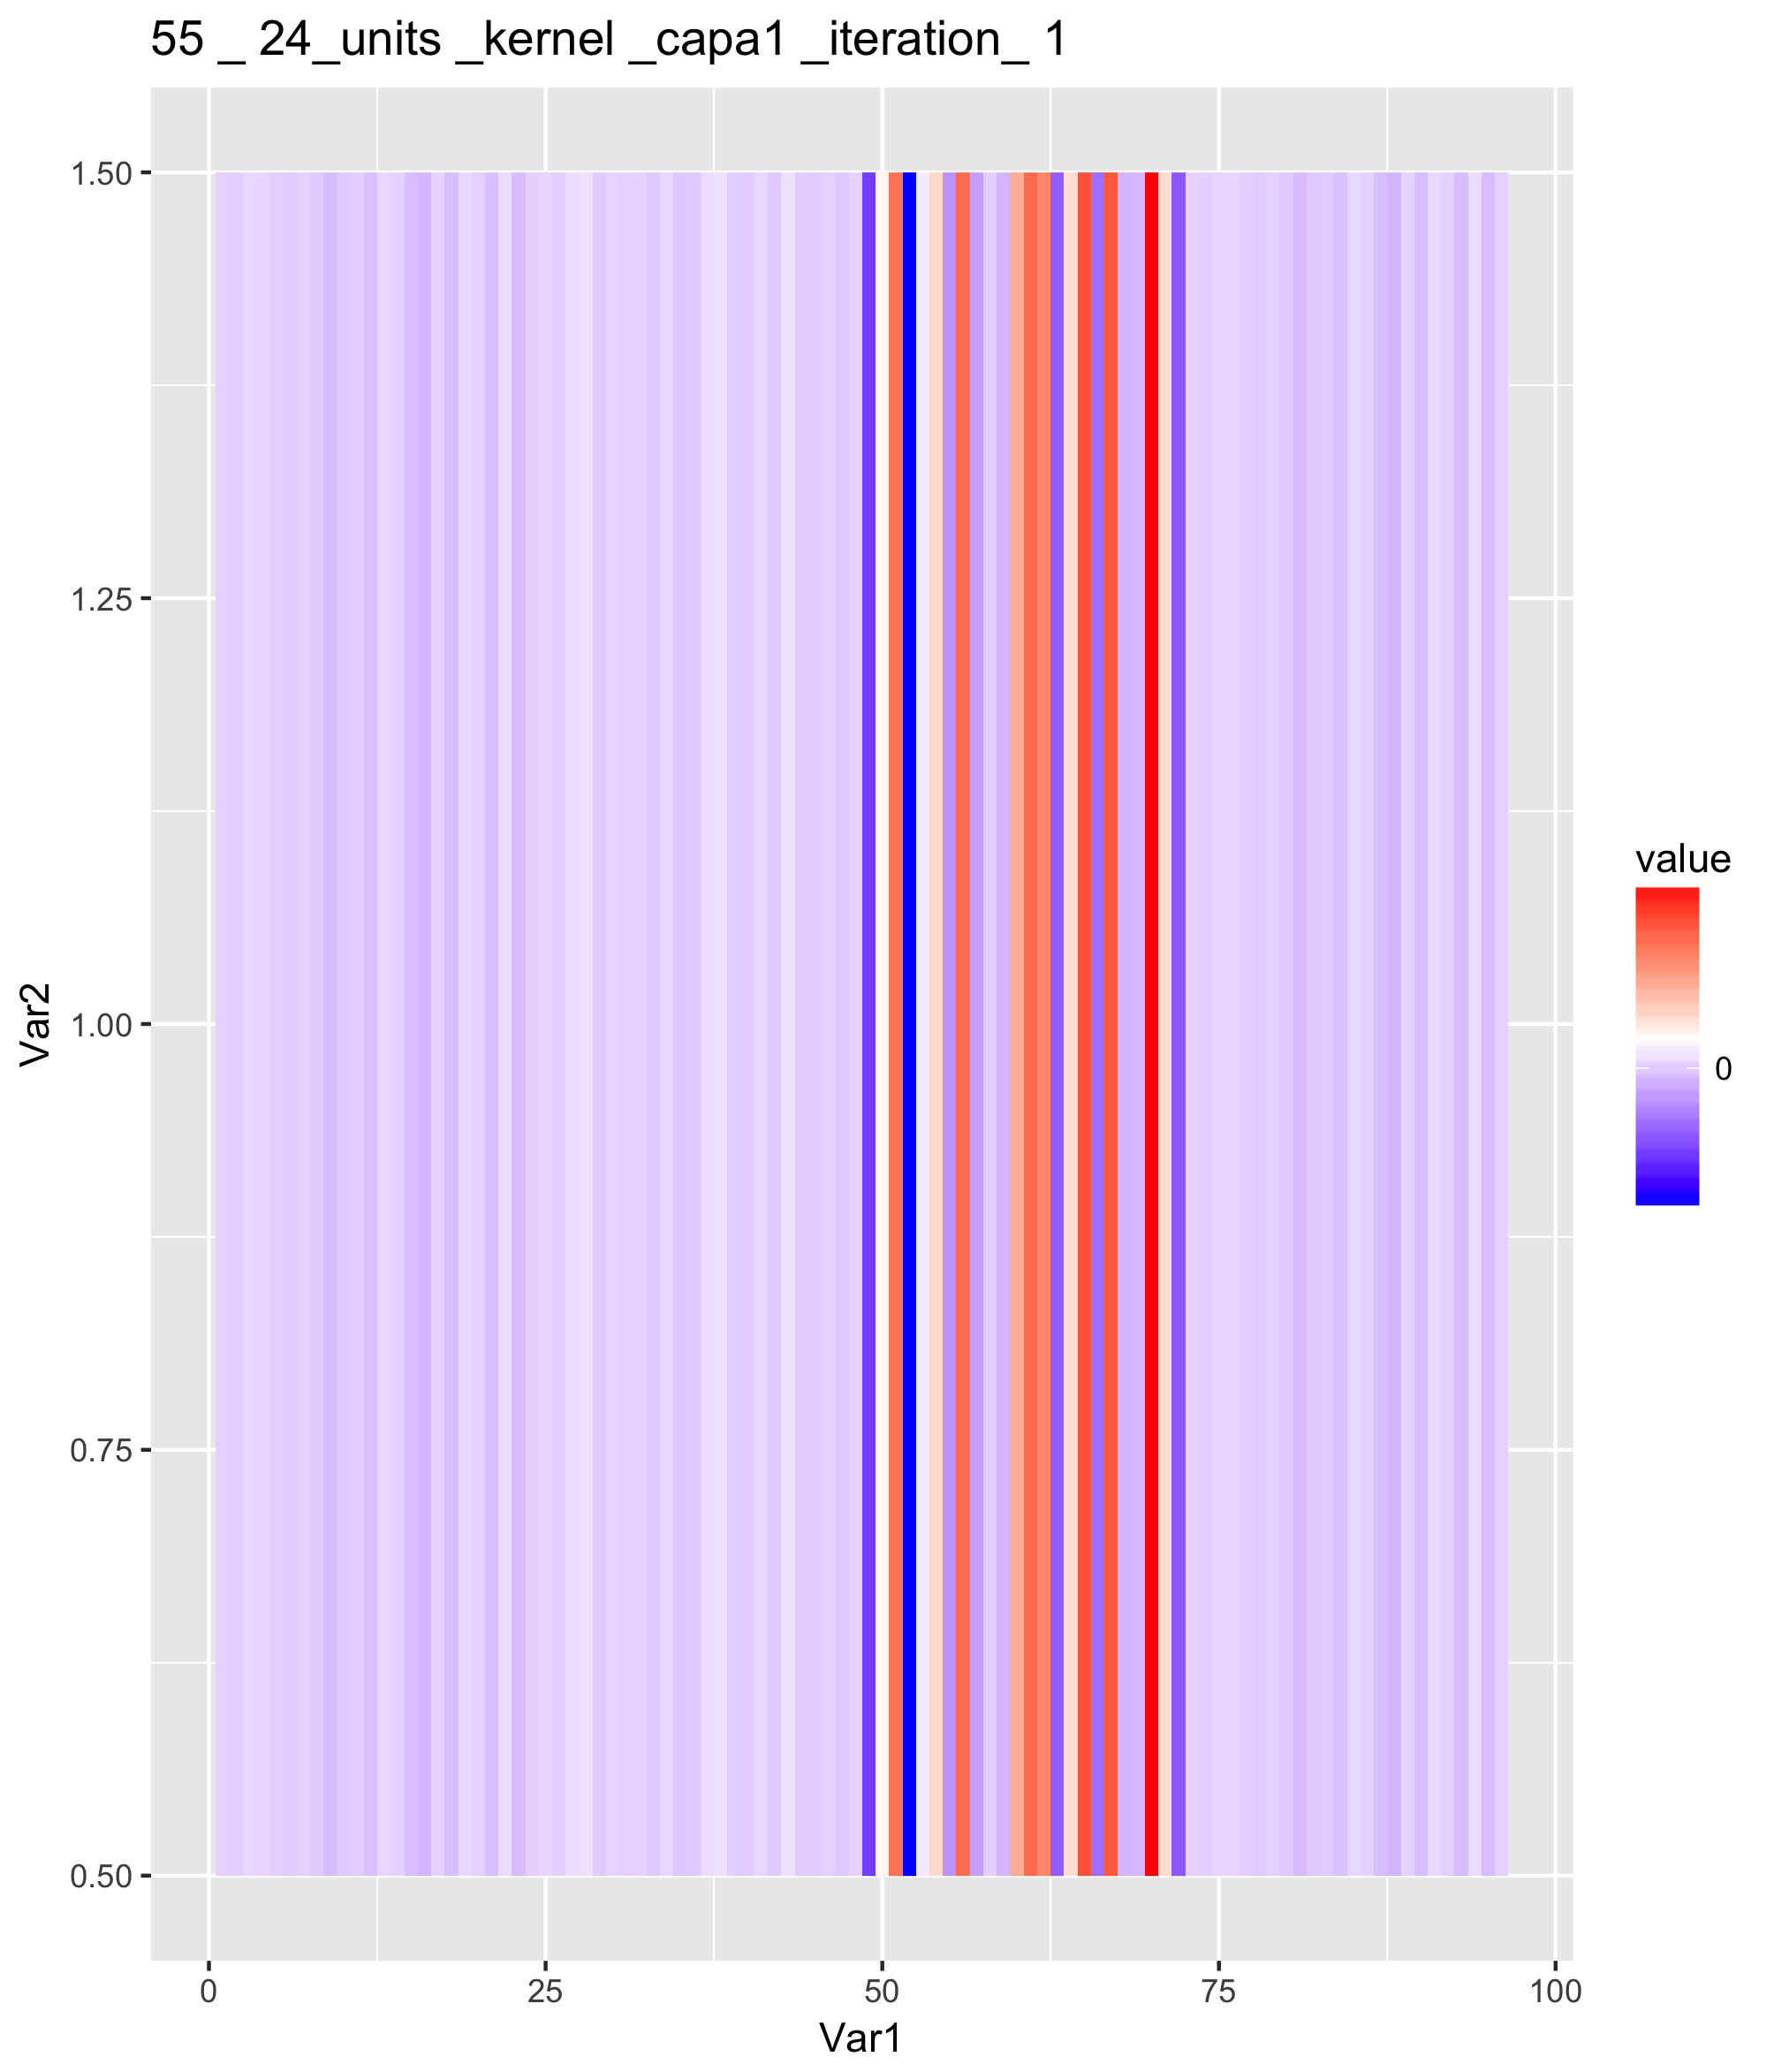 55 _ 24_units _kernel _capa1 _iteration_ 1
1.50
1.25
1.00
0.75
0.50
Var2
0
25
50
75
100
Var1
value
0